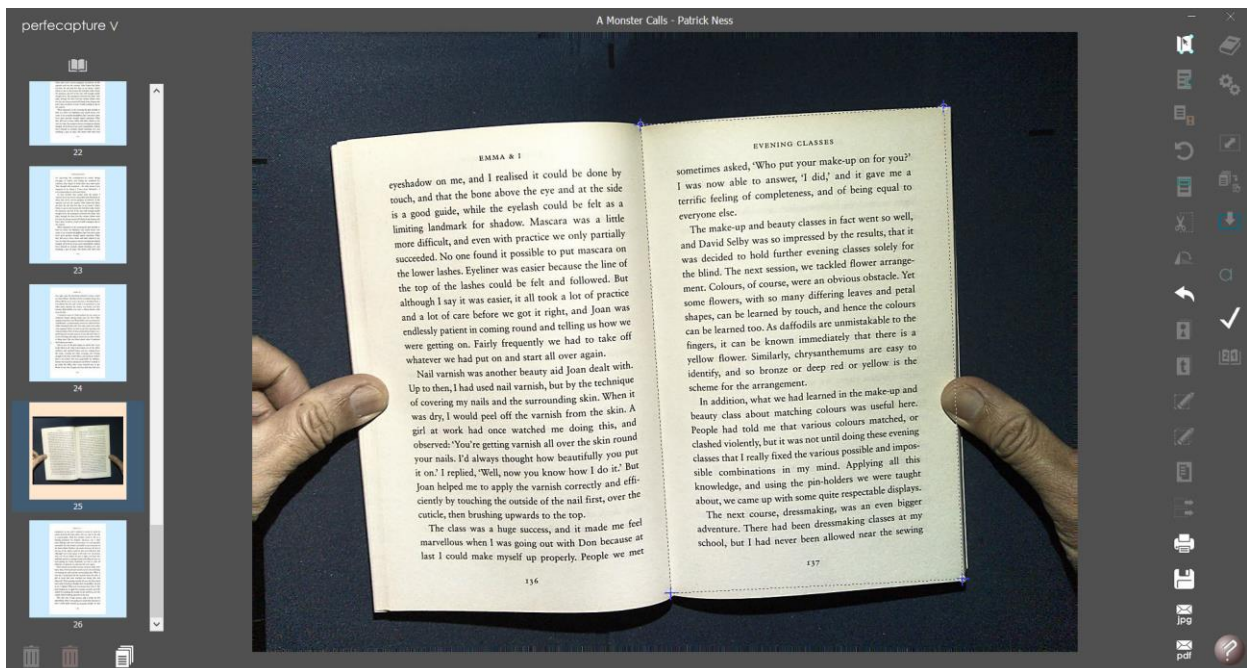 perfecapture V
A Monster Calls - Patrick Ness
22
23
24
25
26
EMMA & I
eyeshadow on me, and I realised it could be done by
touch, and that the bone above the eye and at the side
is a good guide, while the eyelash could be felt as a
limiting landmark for shadow. Mascara was a little
more difficult, and even with practice we only partially
succeeded. No one found it possible to put mascara on
the lower lashes. Eyeliner was easier because the line of
the top of the lashes could be felt and followed. But
although I say it was easier, it all took a lot of practice
and a lot of care before we got it right, and Joan was
endlessly patient in coming round and telling us how we
were getting on. Fairly frequently we had to take off
whatever we had put on and start all over again.
Nail varnish was another beauty aid Joan dealt with.
Up to then, I had used nail varnish, but by the technique
of covering my nails and the surrounding skin. When it
was dry, I would peel off the varnish from the skin. A
girl at work had once watched me doing this, and
observed: ‘You're getting varnish all over the skin round
your nails. I'd always thought how beautifully you put
it on.’ I replied, ‘Well, now you know how I do it.’ But
Joan helped me to apply the varnish correctly and effi-
ciently by touching the outside of the nail first, over the
cuticle, then brushing upwards to the top.
The class was a huge success, and it made me feel
marvellous when I was going out with Don because at
last I could make myself up properly. People we met
136
EVENING CLASSES
sometimes asked, ‘Who put your make-up on for you?’
I was now able to answer, ‘I did,’ and it gave me a
terrific feeling of completeness, and of being equal to
everyone else.
The make-up and beauty classes in fact went so well,
and David Selby was so impressed by the results, that it
was decided to hold further evening classes solely for
the blind. The next session, we tackled flower arrange-
ment. Colours, of course, were an obvious obstacle. Yet
some flowers, with so many differing leaves and petal
shapes, can be learned by touch, and hence the colours
can be learned too. As daffodils are unmistakable to the
fingers, it can be known immediately that there is a
yellow flower. Similarly, chrysanthemums are easy to
identify, and so bronze or deep red or yellow is the
scheme for the arrangement.
In addition, what we had learned in the make-up and
beauty class about matching colours was useful here.
People had told me that various colours matched, or
clashed violently, but it was not until doing these evening
classes that I really fixed the various possible and impos-
sible combinations in my mind. Applying all this
knowledge, and using the pin-holders we were taught
about, we came up with some quite respectable displays.
The next course, dressmaking, was an even bigger
adventure. There had been dressmaking classes at my
school, but I had never been allowed near the sewing
137
jpg
pdf